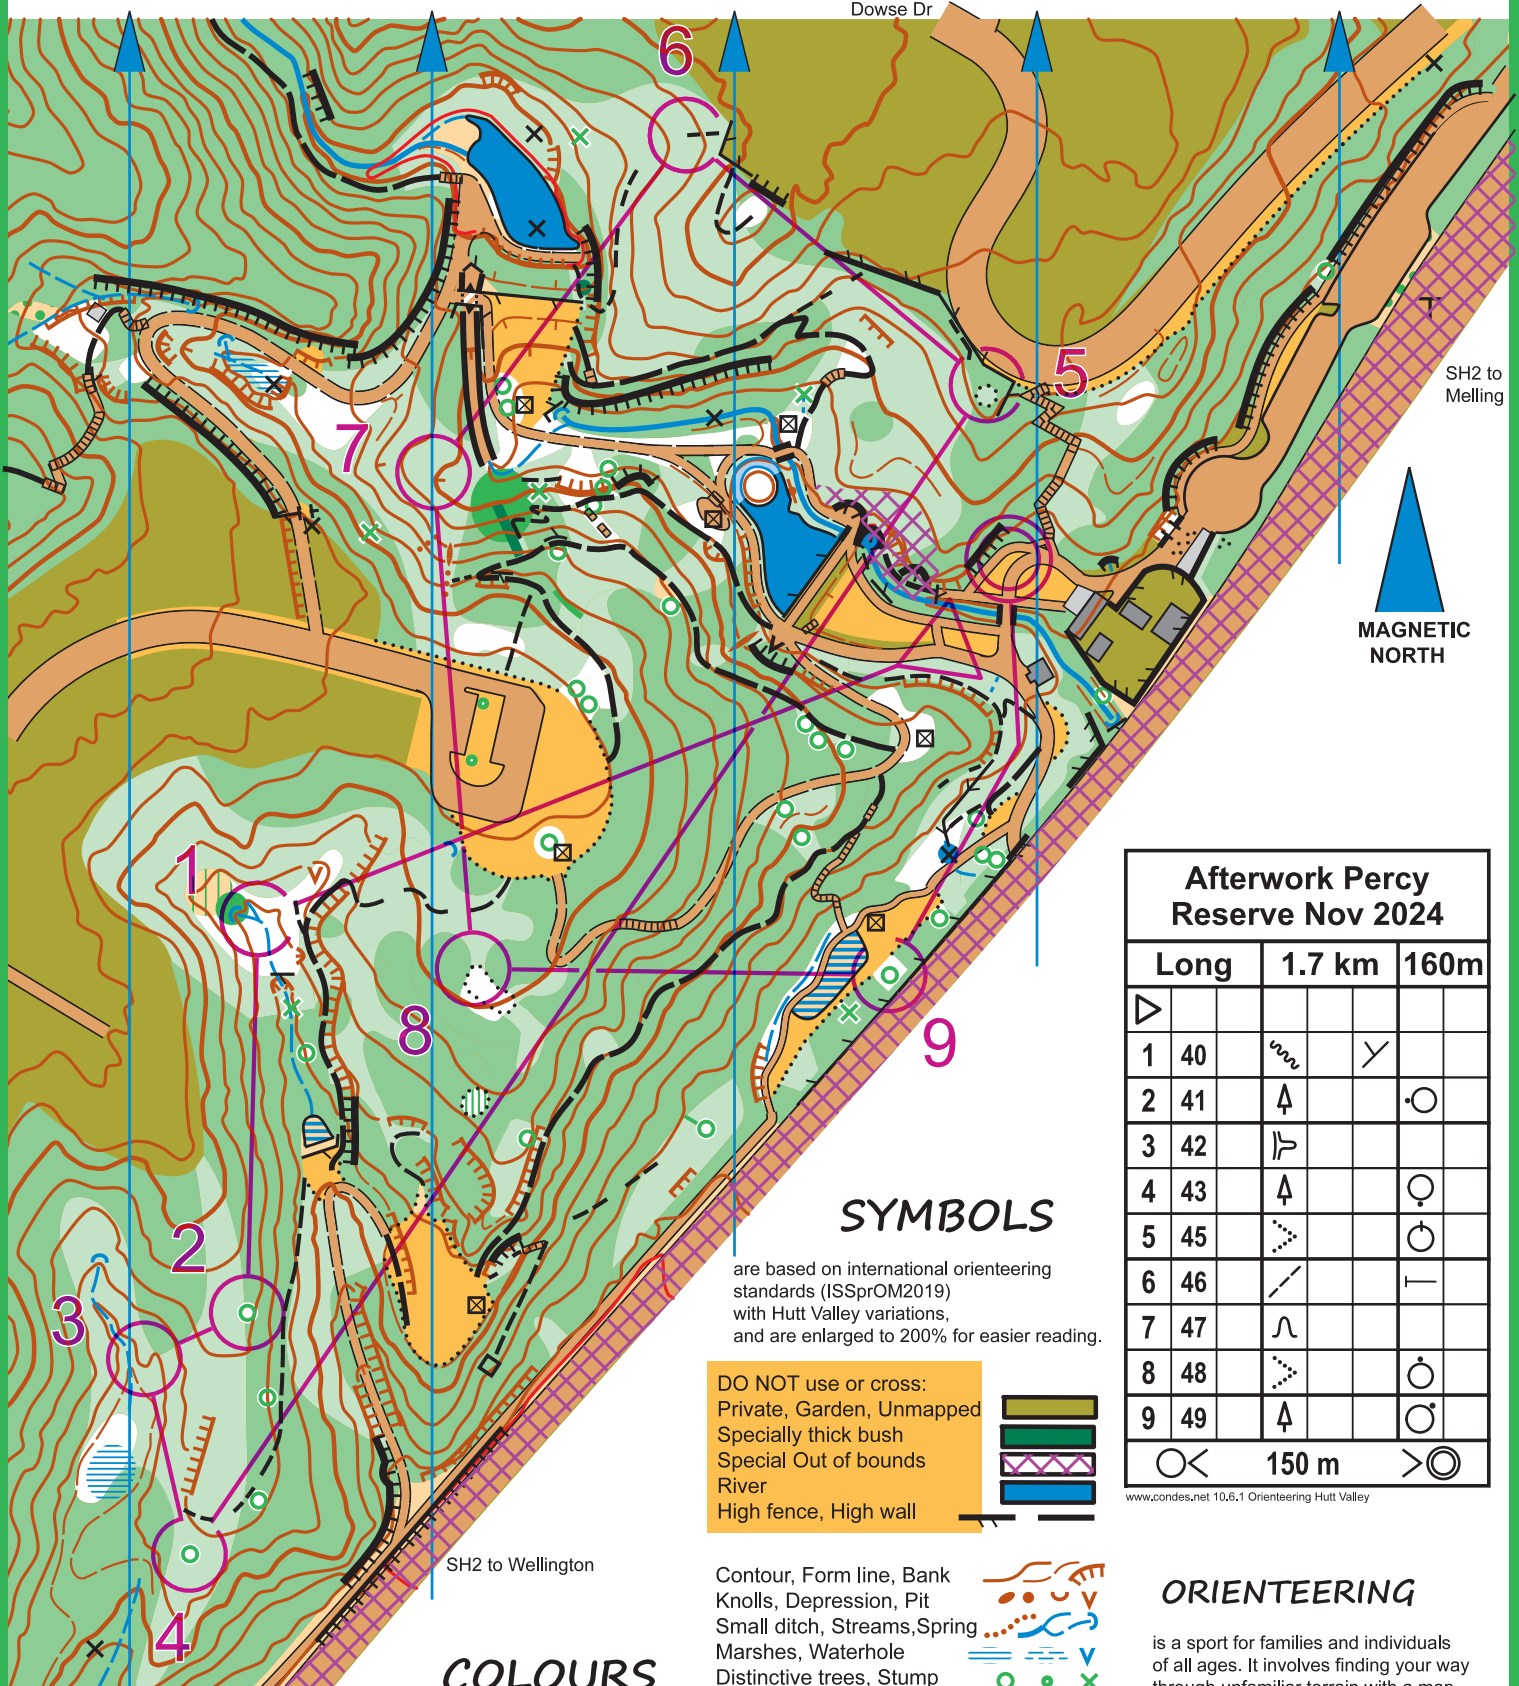 Dowse Dr
6
5
SH2 to
Melling
7
MAGNETIC
NORTH
1
8
9
2
3
4
Afterwork Percy
Reserve Nov 2024
Long 1.7 km 160m
1 40
2 41
3 42
4 43
5 45
6 46
7 47
8 48
9 49
150 m
www.condes.net 10.6.1 Orienteering Hutt Valley
SYMBOLS
are based on international orienteering
standards (ISSprOM2019)
with Hutt Valley variations,
and are enlarged to 200% for easier reading.
DO NOT use or cross:
Private, Garden, Unmapped
Specially thick bush
Special Out of bounds
River
High fence, High wall
SH2 to Wellington
Contour, Form line, Bank
Knolls, Depression, Pit
Small ditch, Streams,Spring
Marshes, Waterhole
Distinctive trees, Stump
COLOURS
ORIENTEERING
is a sport for families and individuals
of all ages. It involves finding your way
through unfamiliar terrain with a map